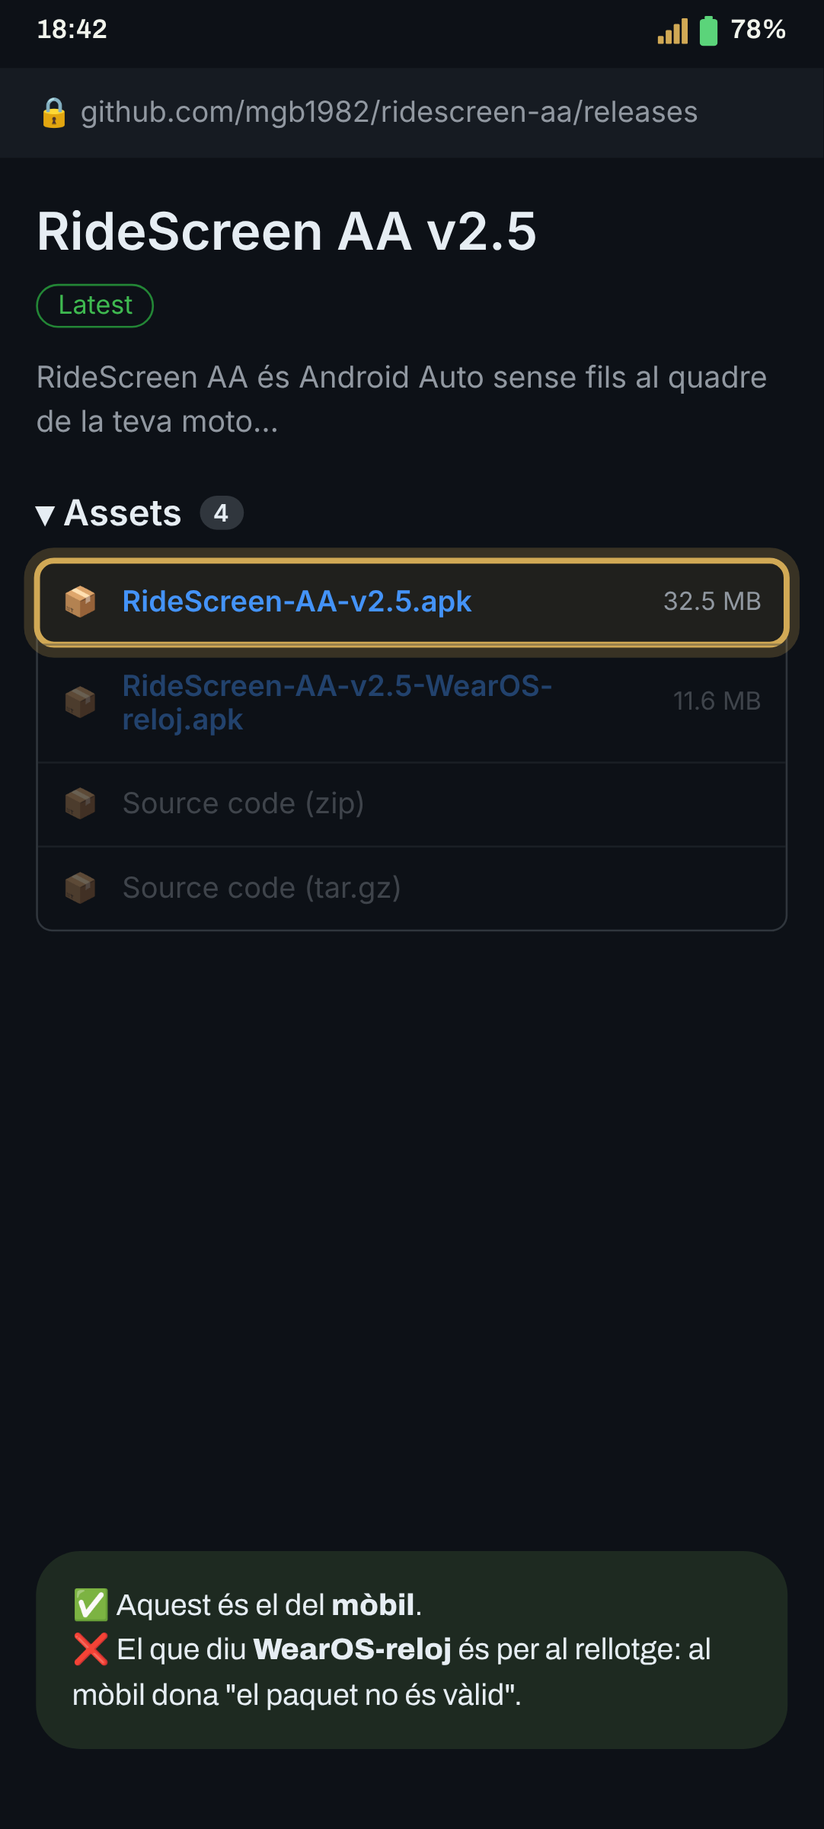 18:42
78%
github.com/mgb1982/ridescreen-aa/releases
RideScreen AA v2.5
Latest
RideScreen AA és Android Auto sense fils al quadre
de la teva moto...
▾ Assets 4
RideScreen-AA-v2.5.apk 32.5 MB
RideScreen-AA-v2.5-WearOS-
reloj.apk 11.6 MB
Source code (zip)
Source code (tar.gz)
✅ Aquest és el del mòbil.
❌ El que diu WearOS-reloj és per al rellotge: al
mòbil dona "el paquet no és vàlid".